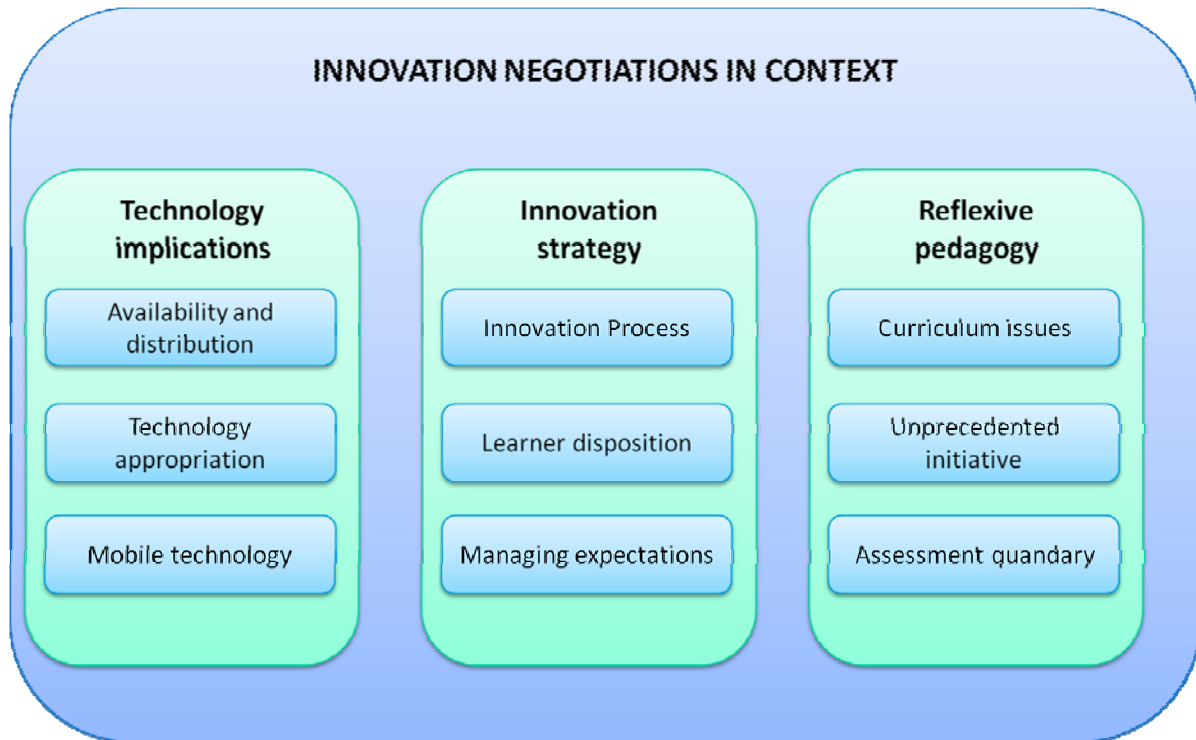 INNOVATION NEGOTIATIONS IN CONTEXT
Technology
implications
Availability and
distribution
Technology
appropriation
Mobile technology
Innovation
strategy
Innovation Process
Learner disposition
Managing expectations
Reflexive
pedagogy
Curriculum issues
Unprecedented
initiative
Assessment quandary